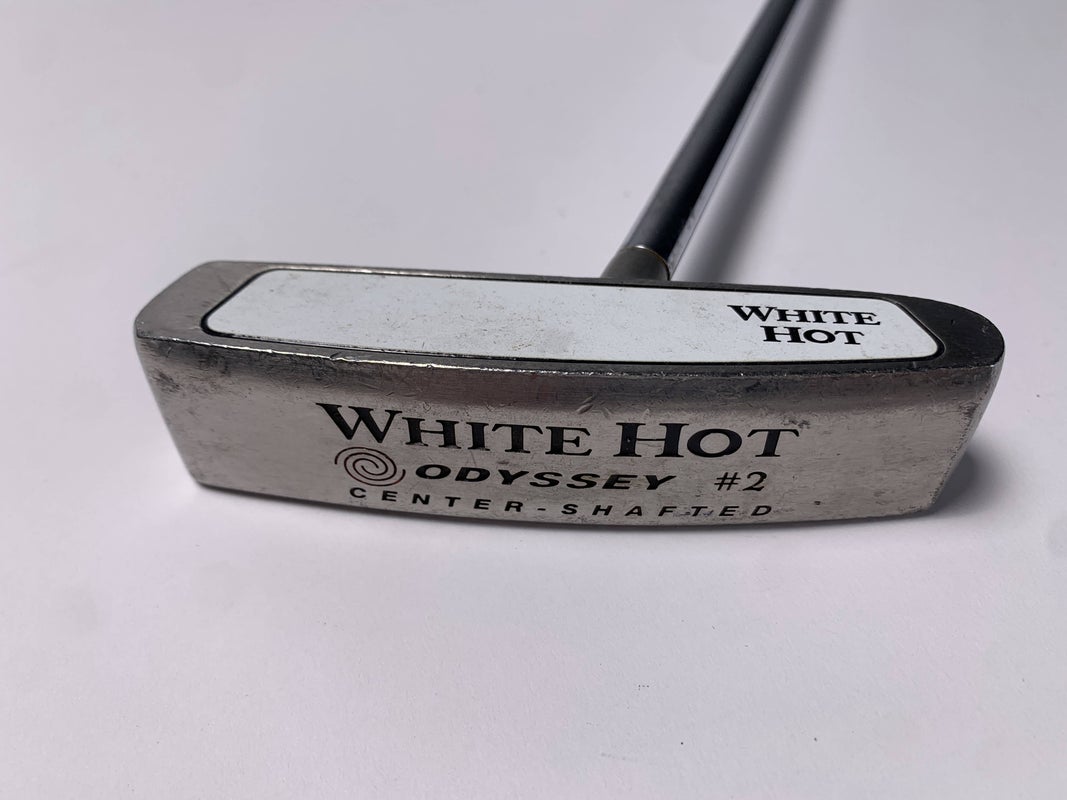 WHITE
HOT
WHITE HOT
ODYSSEY #2
CENTER-SHAFTED